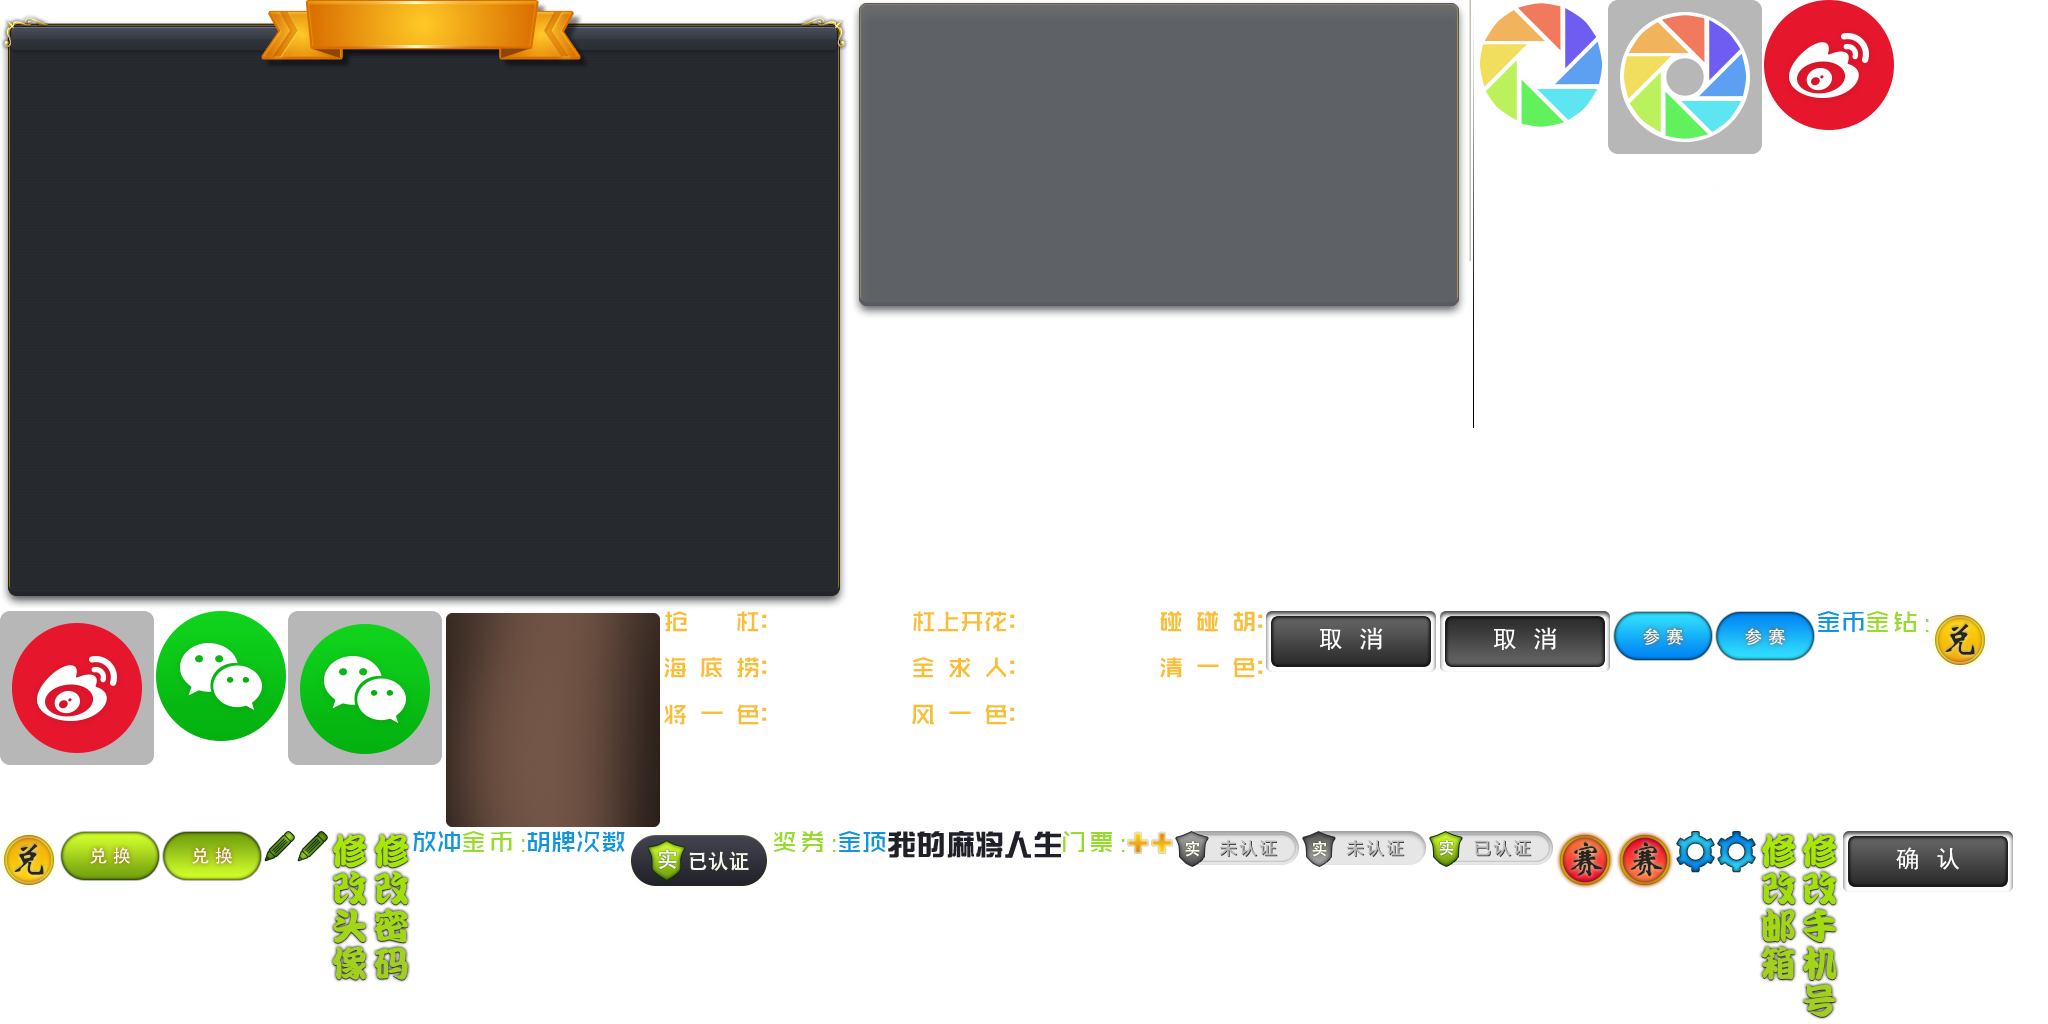 抢 杠:
杠上开花:
碰 碰 胡:
海 底 捞:
全 求 人:
清 一 色:
将 一 色:
风 一 色:
取 消
取 消
参 赛
参 赛
金币
金 钻 :
兑
兑
兑 换
兑 换
修改头像
修改密码
放冲
金 币 :
胡牌次数
实 已认证
奖 券 :
金顶
我的麻将人生
门 票 :
实 未认证
实 未认证
实 已认证
赛
赛
修改邮箱
修改手机号
确 认